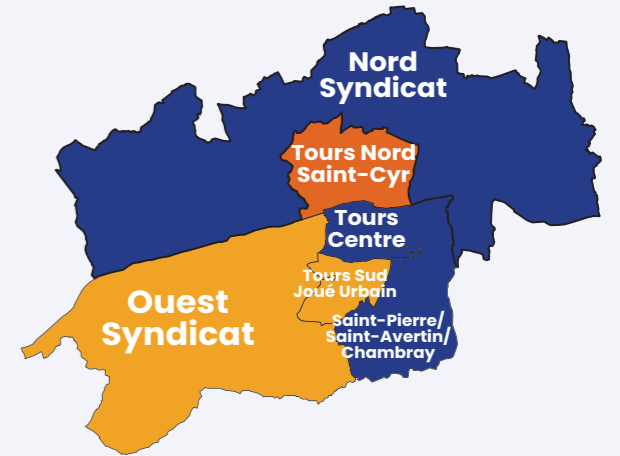 Nord
Syndicat
Tours Nord
Saint-Cyr
Tours
Centre
Tours Sud
Joué Urbain
Ouest
Syndicat
Saint-Pierre/
Saint-Avertin/
Chambray